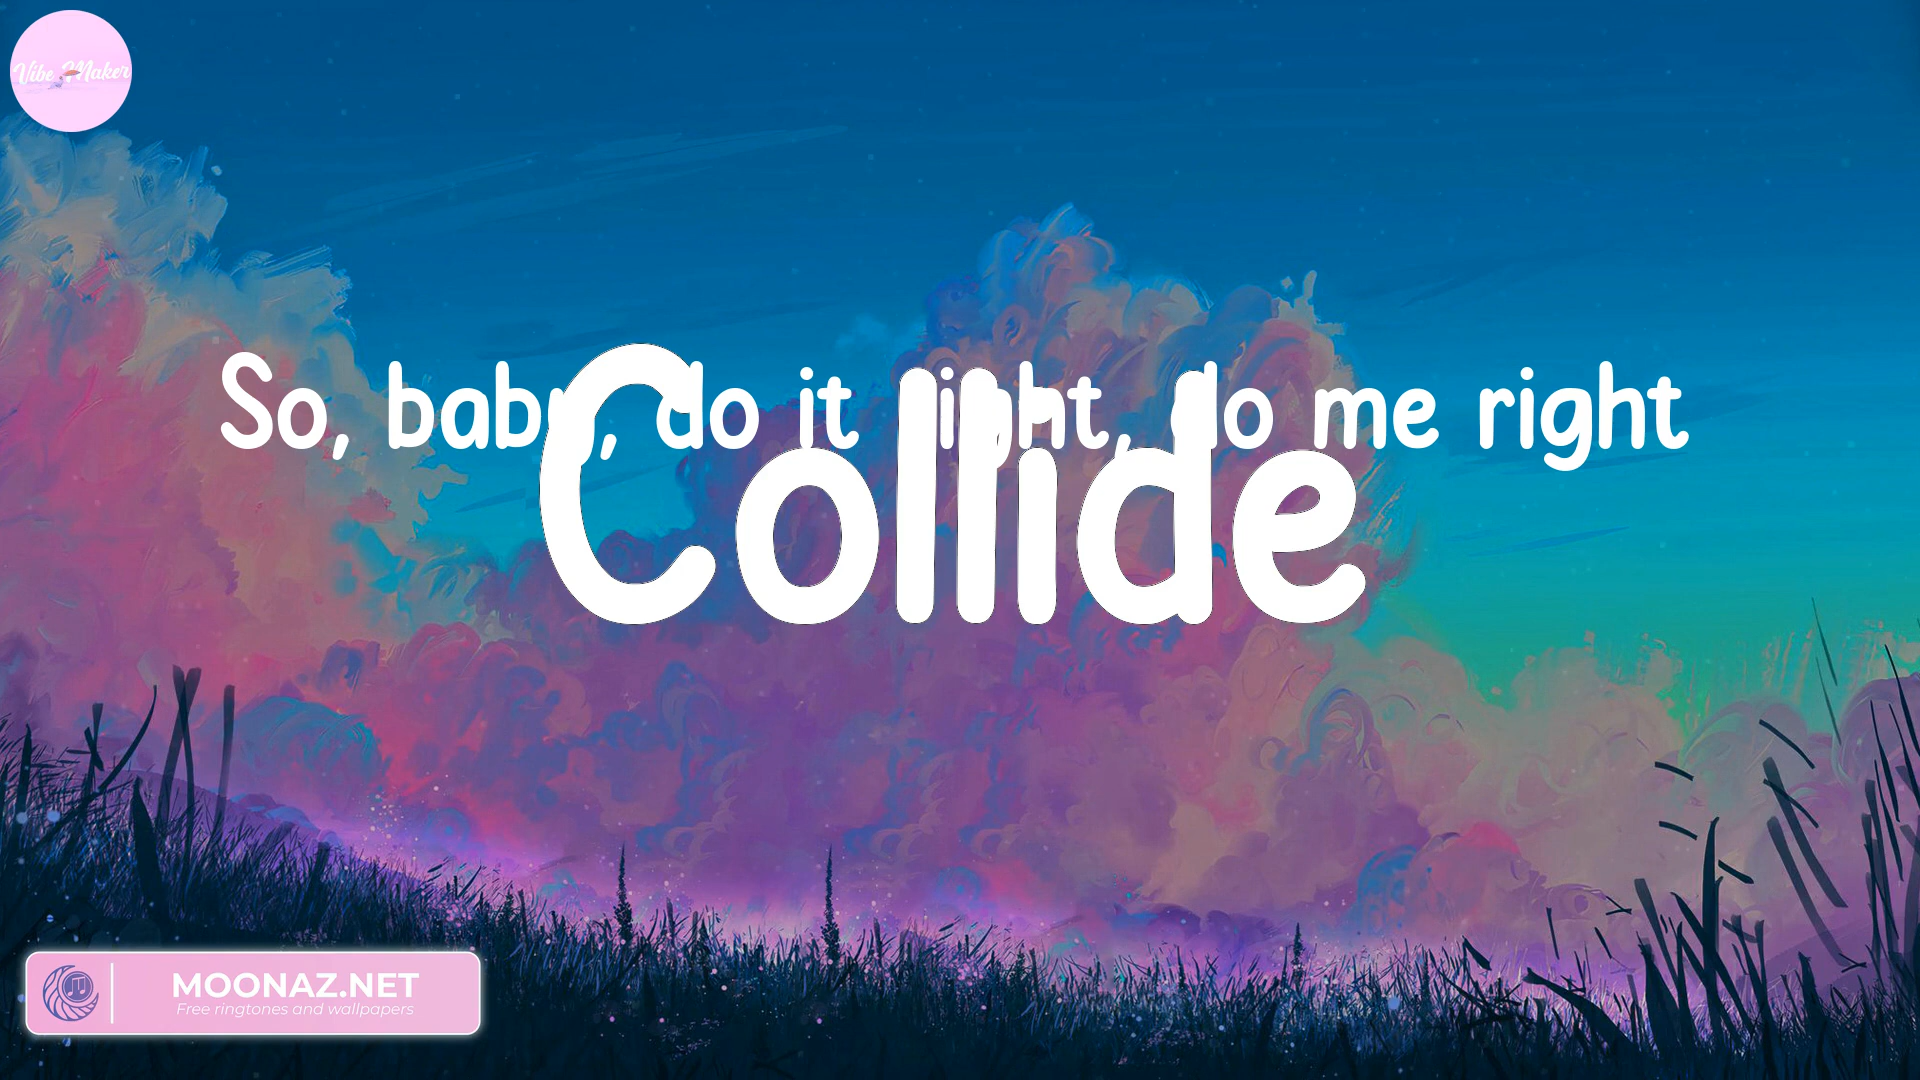 Vibe Maker
So, baby, do it right, do me right
Collide
MOONAZ.NET
Free ringtones and wallpapers